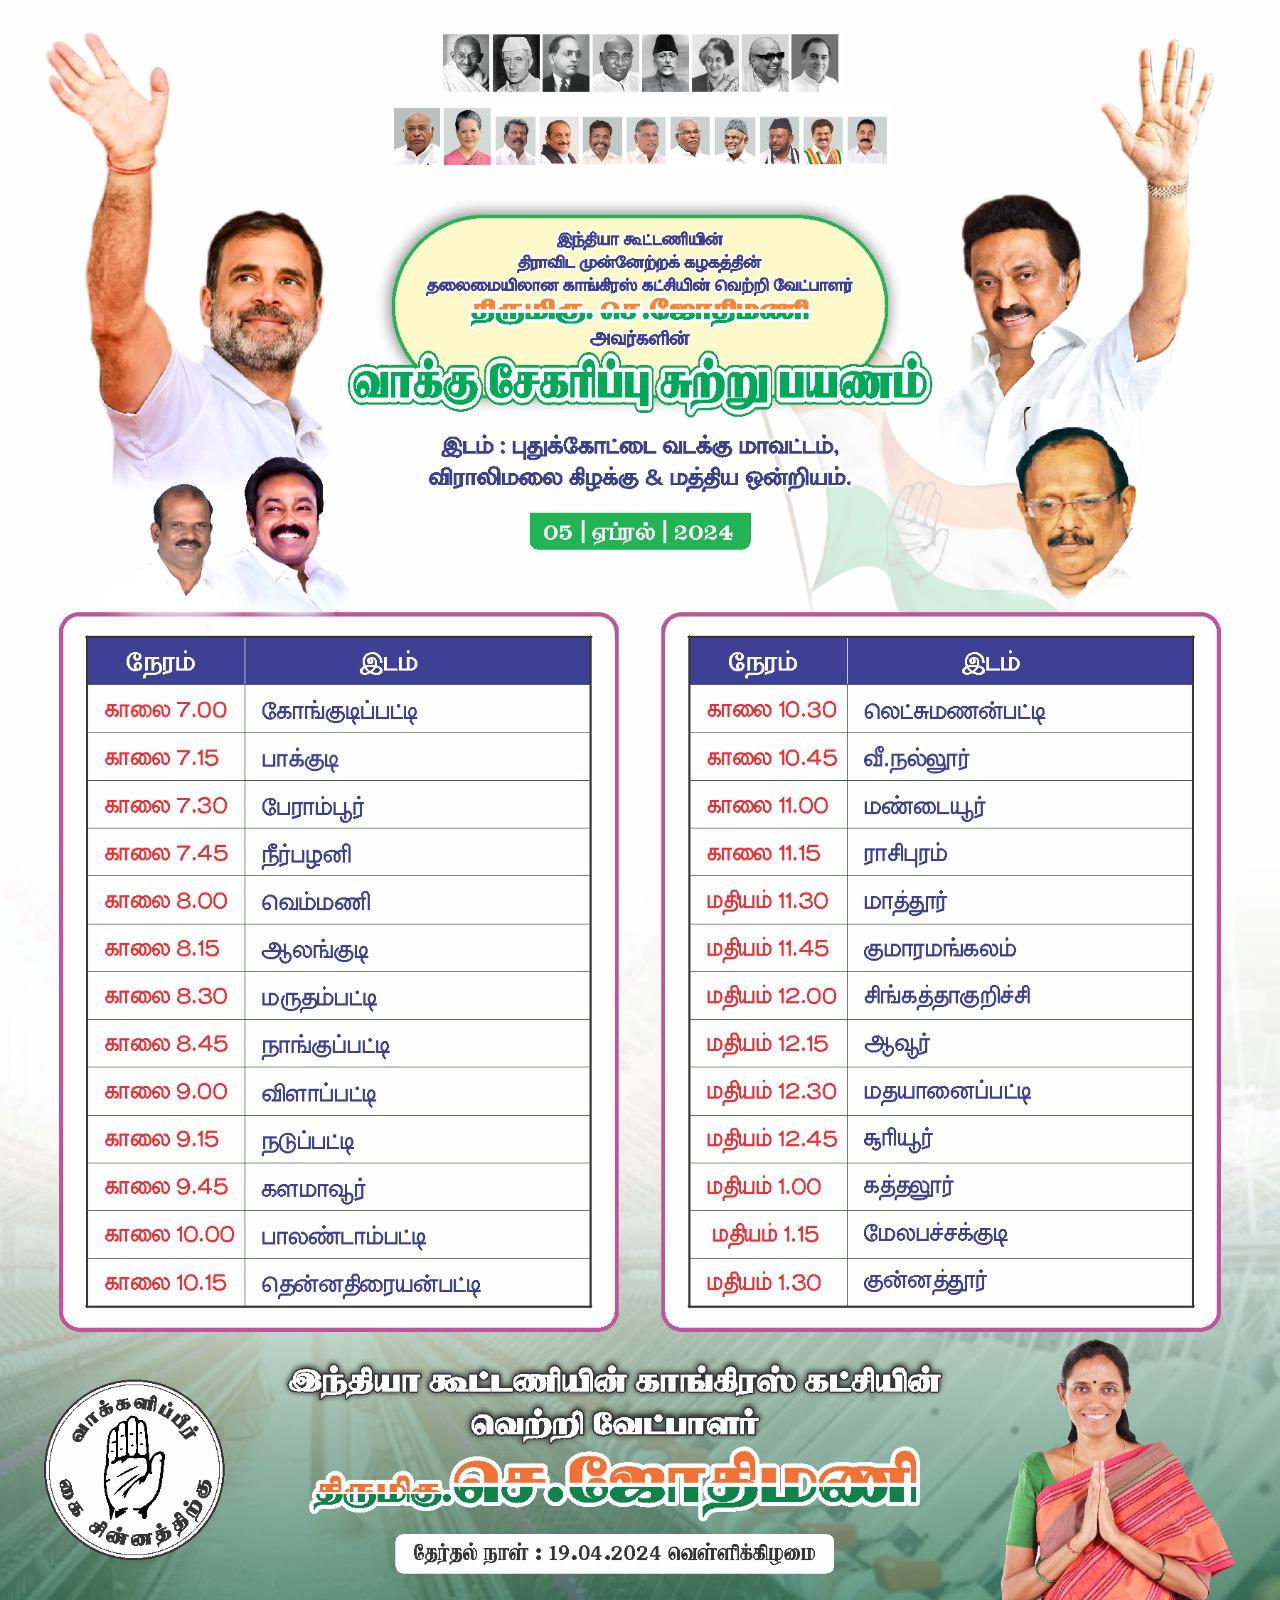 இந்தியா கூட்டணியின்
திராவிட முன்னேற்றக் கழகத்தின்
தலைமையிலான காங்கிரஸ் கட்சியின் வெற்றி வேட்பாளர்
திருமிகு. செ.ஜோதிமணி
அவர்களின்
வாக்கு சேகரிப்பு சுற்று பயணம்
இடம் : புதுக்கோட்டை வடக்கு மாவட்டம்,
விராலிமலை கிழக்கு & மத்திய ஒன்றியம்.
05 | ஏப்ரல் | 2024
நேரம் இடம்
காலை 7.00 கோங்குடிப்பட்டி
காலை 7.15 பாக்குடி
காலை 7.30 பேராம்பூர்
காலை 7.45 நீர்பழனி
காலை 8.00 வெம்மணி
காலை 8.15 ஆலங்குடி
காலை 8.30 மருதம்பட்டி
காலை 8.45 நாங்குப்பட்டி
காலை 9.00 விளாப்பட்டி
காலை 9.15 நடுப்பட்டி
காலை 9.45 களமாவூர்
காலை 10.00 பாலண்டாம்பட்டி
காலை 10.15 தென்னதிரையன்பட்டி
நேரம் இடம்
காலை 10.30 லெட்சுமணன்பட்டி
காலை 10.45 வீ.நல்லூர்
காலை 11.00 மண்டையூர்
காலை 11.15 ராசிபுரம்
மதியம் 11.30 மாத்தூர்
மதியம் 11.45 குமாரமங்கலம்
மதியம் 12.00 சிங்கத்தாகுறிச்சி
மதியம் 12.15 ஆவூர்
மதியம் 12.30 மதயானைப்பட்டி
மதியம் 12.45 சூரியூர்
மதியம் 1.00 கத்தலூர்
மதியம் 1.15 மேலபச்சக்குடி
மதியம் 1.30 குன்னத்தூர்
இந்தியா கூட்டணியின் காங்கிரஸ் கட்சியின்
வெற்றி வேட்பாளர்
திருமிகு.செ.ஜோதிமணி
தேர்தல் நாள் : 19.04.2024 வெள்ளிக்கிழமை
வாக்களிப்பீர்
கை சின்னத்திற்கு